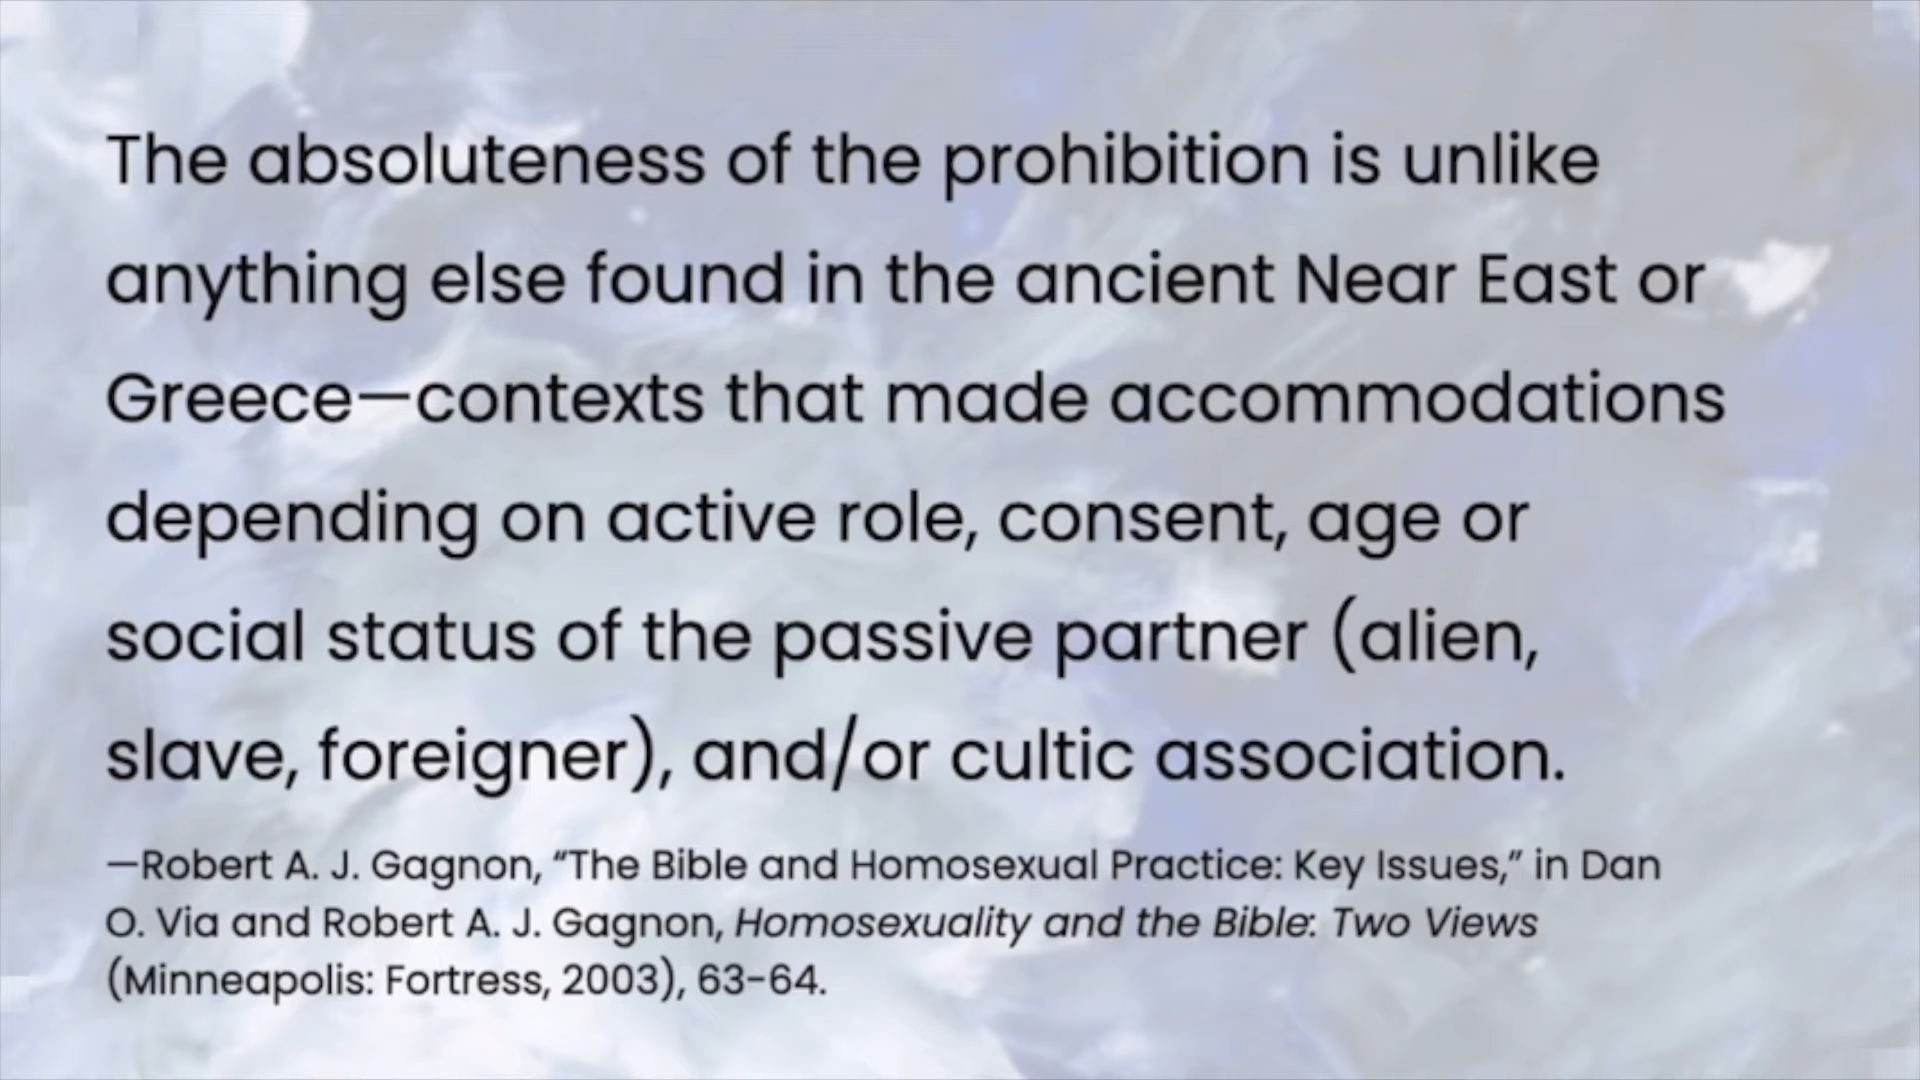 The absoluteness of the prohibition is unlike
anything else found in the ancient Near East or
Greece—contexts that made accommodations
depending on active role, consent, age or
social status of the passive partner (alien,
slave, foreigner), and/or cultic association.
—Robert A. J. Gagnon, “The Bible and Homosexual Practice: Key Issues,” in Dan
O. Via and Robert A. J. Gagnon, Homosexuality and the Bible: Two Views
(Minneapolis: Fortress, 2003), 63-64.